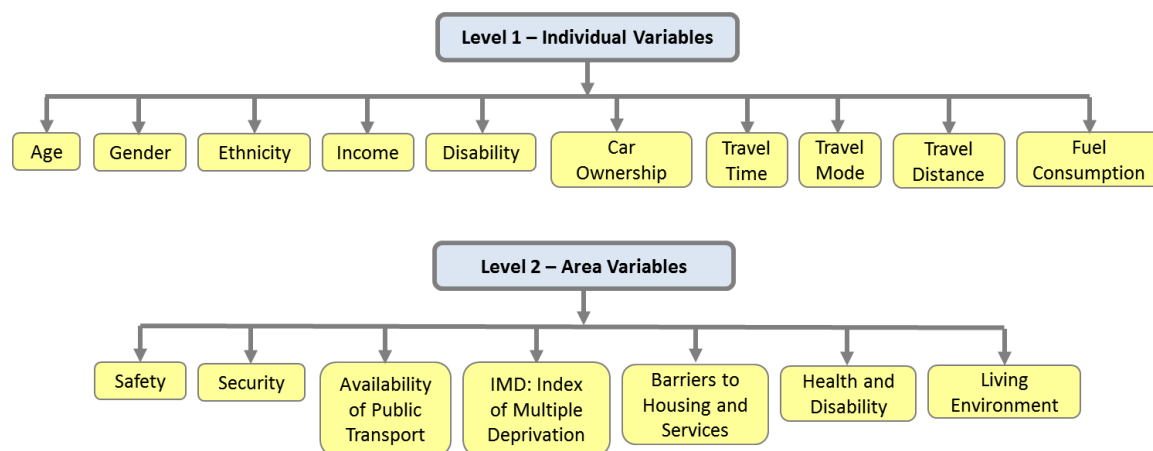 Level 1 – Individual Variables
Age
Gender
Ethnicity
Income
Disability
Car
Ownership
Travel
Time
Travel
Mode
Travel
Distance
Fuel
Consumption
Level 2 – Area Variables
Safety
Security
Availability
of Public
Transport
IMD: Index
of Multiple
Deprivation
Barriers to
Housing and
Services
Health and
Disability
Living
Environment